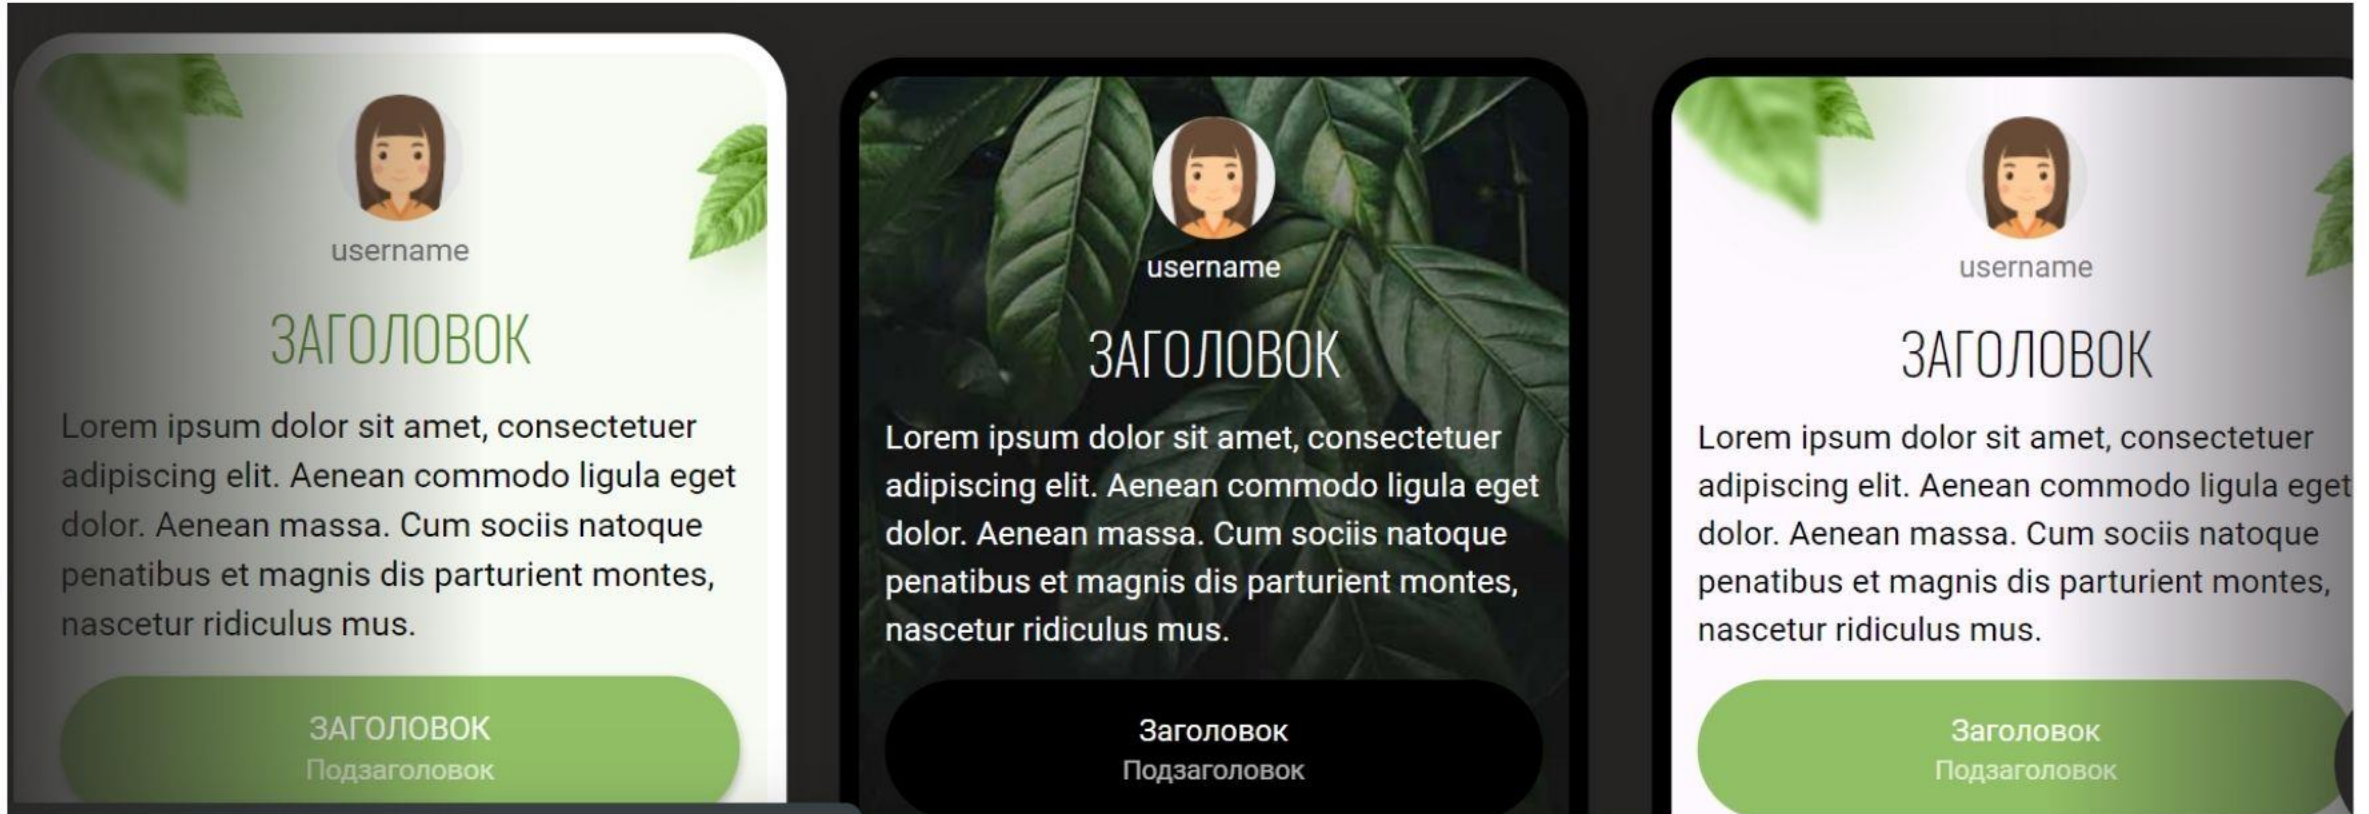 username
ЗАГОЛОВОК
Lorem ipsum dolor sit amet, consectetuer
adipiscing elit. Aenean commodo ligula eget
dolor. Aenean massa. Cum sociis natoque
penatibus et magnis dis parturient montes,
nascetur ridiculus mus.
ЗАГОЛОВОК
Подзаголовок
username
ЗАГОЛОВОК
Lorem ipsum dolor sit amet, consectetuer
adipiscing elit. Aenean commodo ligula eget
dolor. Aenean massa. Cum sociis natoque
penatibus et magnis dis parturient montes,
nascetur ridiculus mus.
Заголовок
Подзаголовок
username
ЗАГОЛОВОК
Lorem ipsum dolor sit amet, consectetuer
adipiscing elit. Aenean commodo ligula eget
dolor. Aenean massa. Cum sociis natoque
penatibus et magnis dis parturient montes,
nascetur ridiculus mus.
Заголовок
Подзаголовок